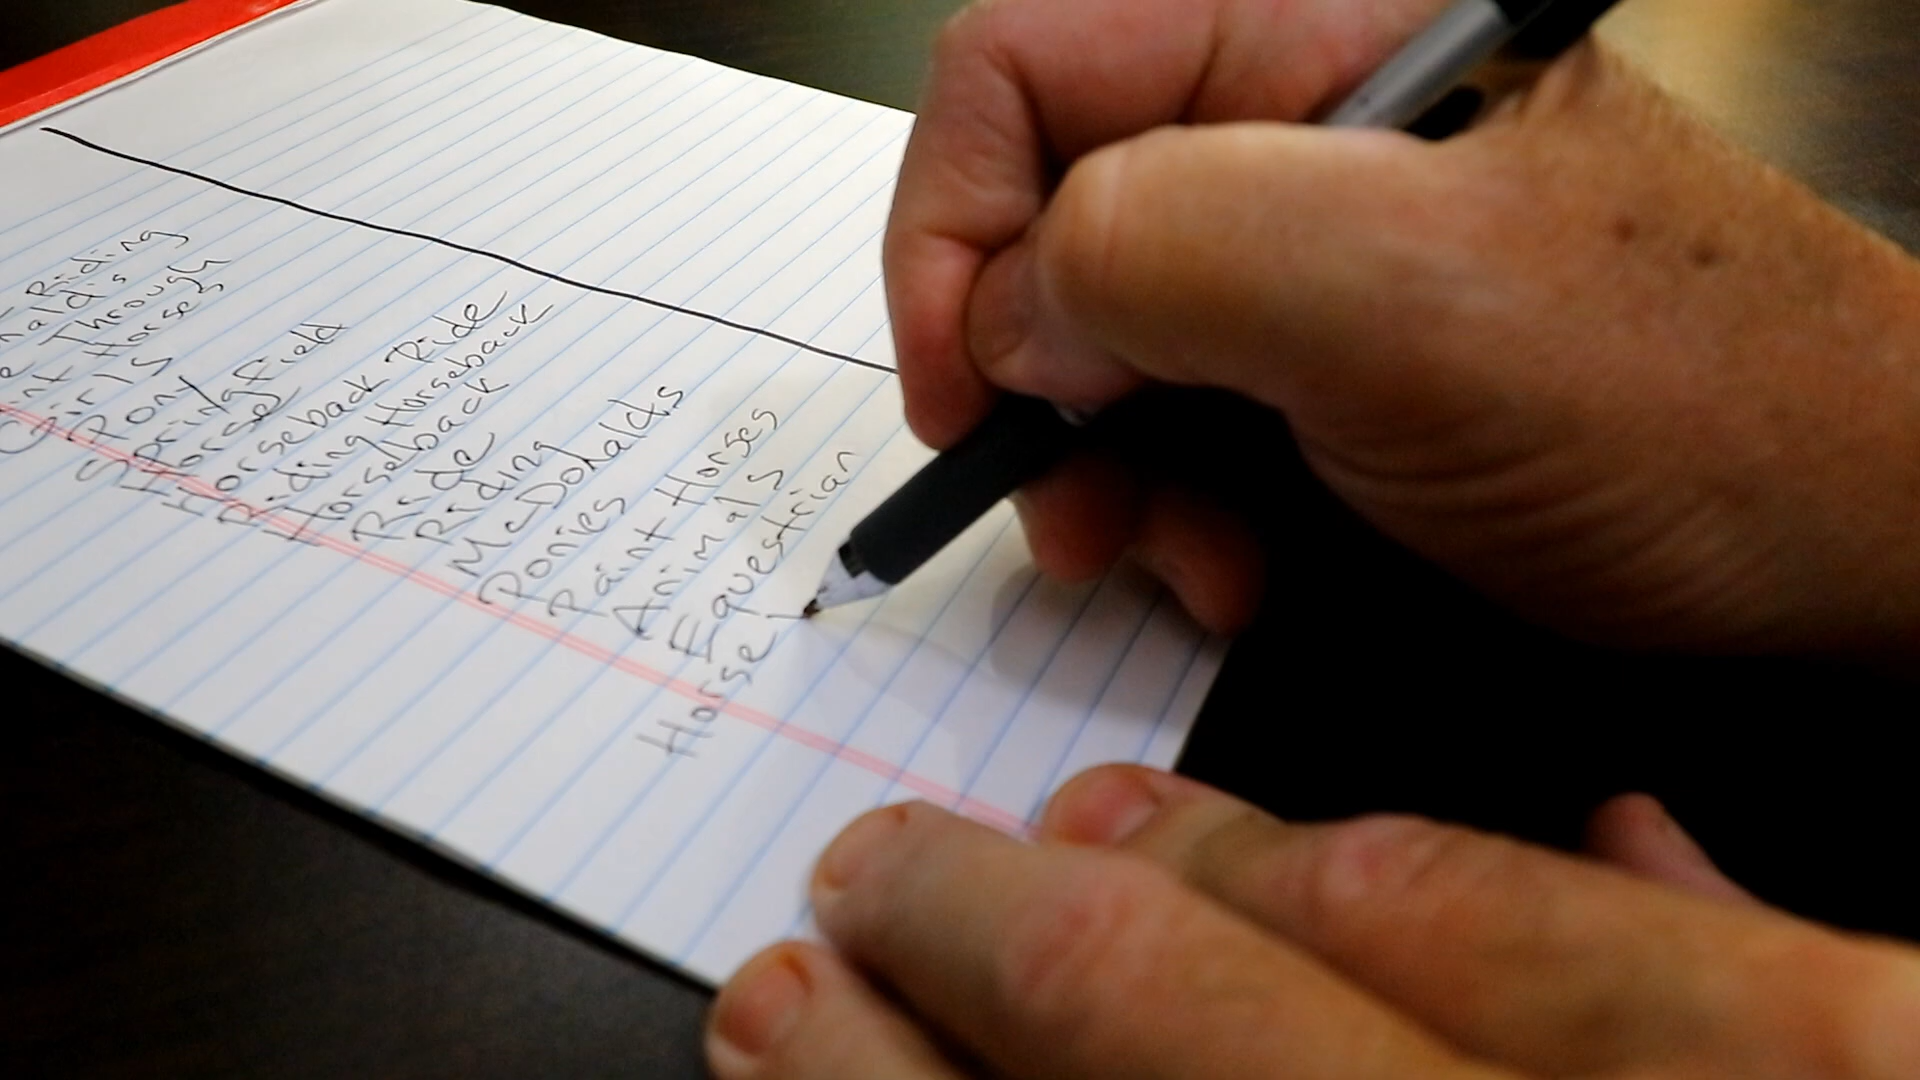 Riding
Through
Paint Horses
Girls
Pony
Springfield
Horse
Horseback Ride
Riding Horseback
Horseback
Ride
Riding
McDonalds
Ponies
Paint Horses
Animals
Equestrian
Horse